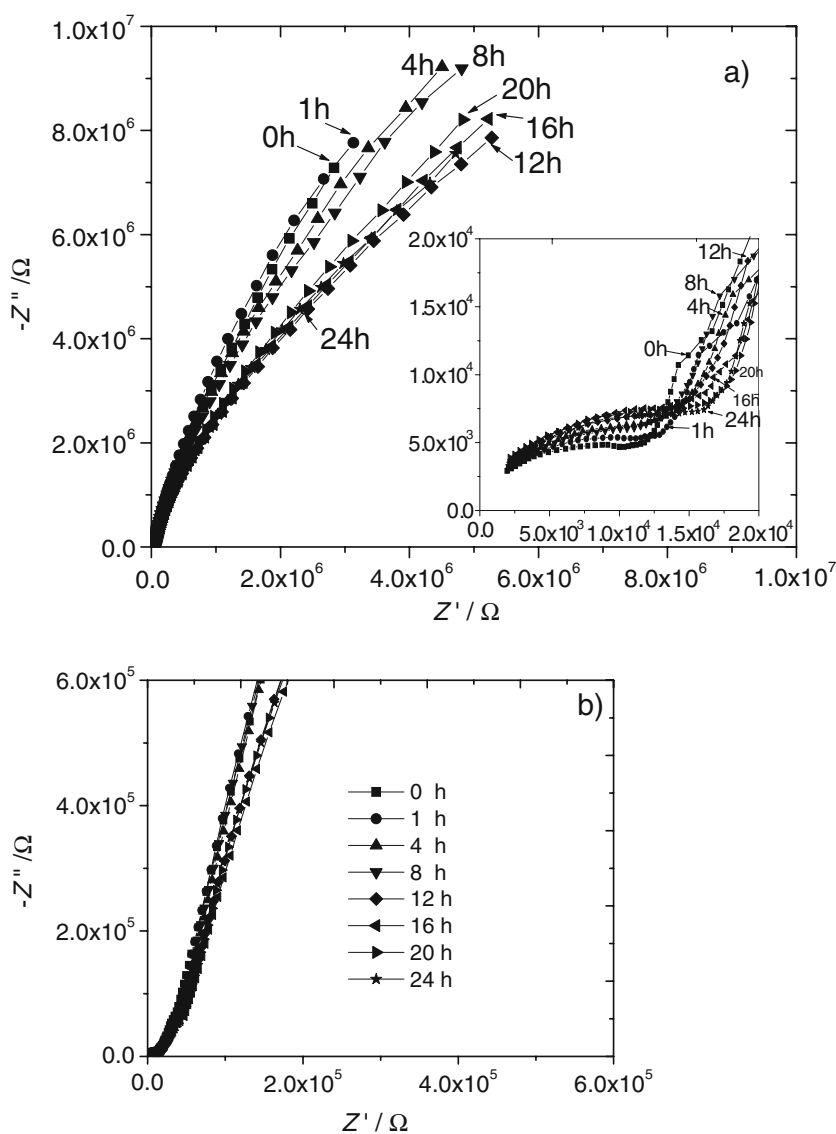 a)
1.0x10⁷
8.0x10⁶
6.0x10⁶
4.0x10⁶
2.0x10⁶
0.0
-Z''/Ω
4h
8h
1h
0h
20h
16h
12h
24h
2.0x10⁴
1.5x10⁴
1.0x10⁴
5.0x10³
0.0
12h
8h
4h
0h
20h
16h
24h
1h
0.0
5.0x10³
1.0x10⁴
1.5x10⁴
2.0x10⁴
0.0
2.0x10⁶
4.0x10⁶
6.0x10⁶
8.0x10⁶
1.0x10⁷
Z' / Ω
b)
6.0x10⁵
4.0x10⁵
2.0x10⁵
0.0
-Z''/Ω
0 h
1 h
4 h
8 h
12 h
16 h
20 h
24 h
0.0
2.0x10⁵
4.0x10⁵
6.0x10⁵
Z' / Ω